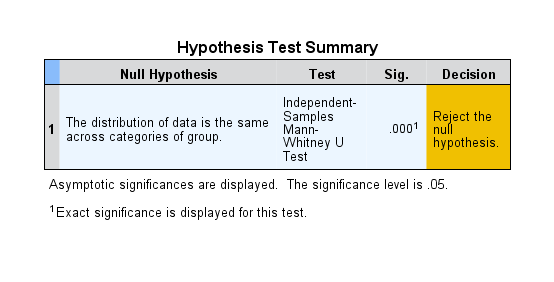 Hypothesis Test Summary
Null Hypothesis Test Sig. Decision
1 The distribution of data is the same across categories of group. Independent-Samples Mann-Whitney U Test .000¹ Reject the null hypothesis.
Asymptotic significances are displayed. The significance level is .05.
¹Exact significance is displayed for this test.